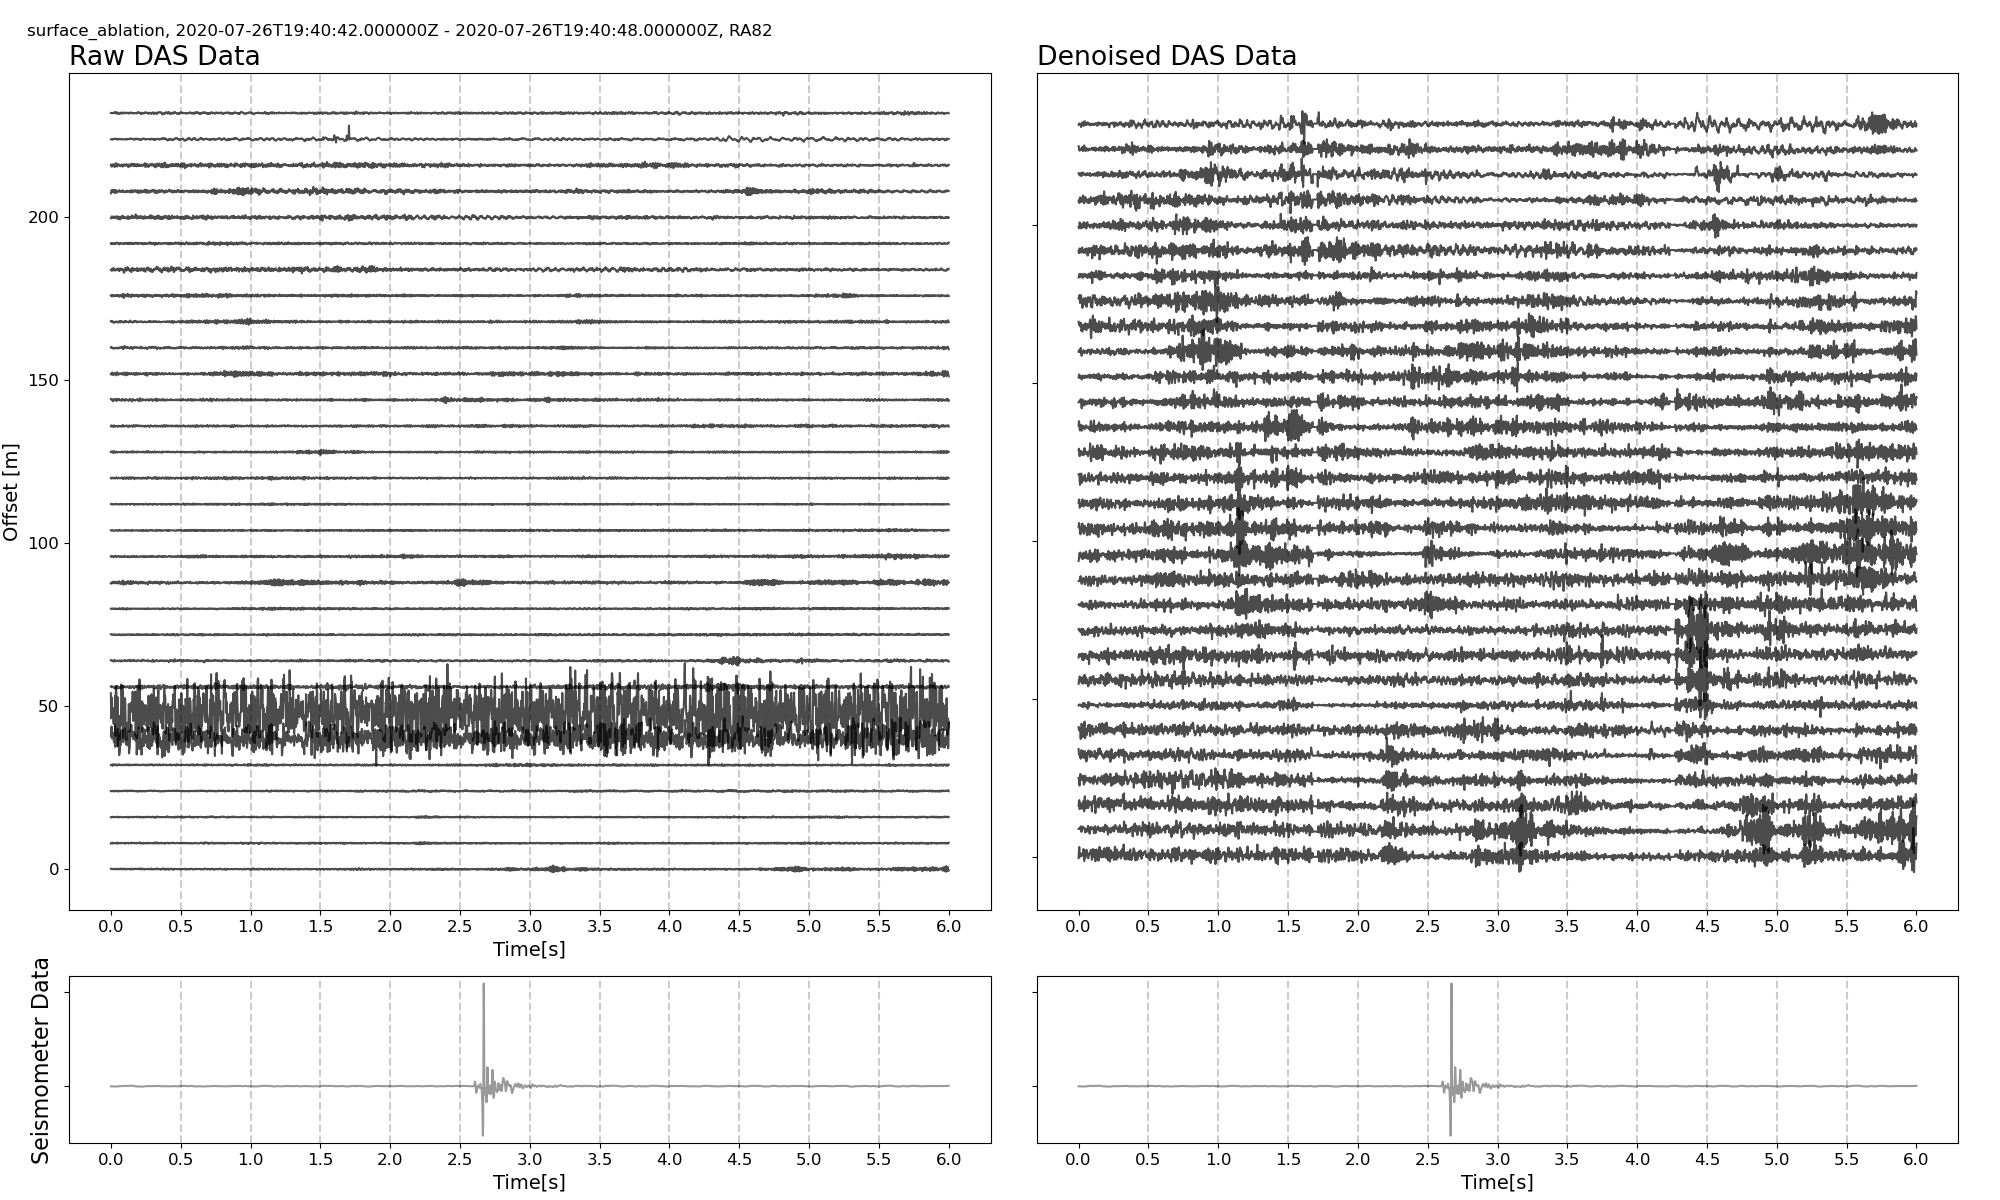 surface_ablation, 2020-07-26T19:40:42.000000Z - 2020-07-26T19:40:48.000000Z, RA82
Raw DAS Data
Denoised DAS Data
Offset [m]
200
150
100
50
0
0.0 0.5 1.0 1.5 2.0 2.5 3.0 3.5 4.0 4.5 5.0 5.5 6.0
Time[s]
0.0 0.5 1.0 1.5 2.0 2.5 3.0 3.5 4.0 4.5 5.0 5.5 6.0
Seismometer Data
0.0 0.5 1.0 1.5 2.0 2.5 3.0 3.5 4.0 4.5 5.0 5.5 6.0
Time[s]
0.0 0.5 1.0 1.5 2.0 2.5 3.0 3.5 4.0 4.5 5.0 5.5 6.0
Time[s]